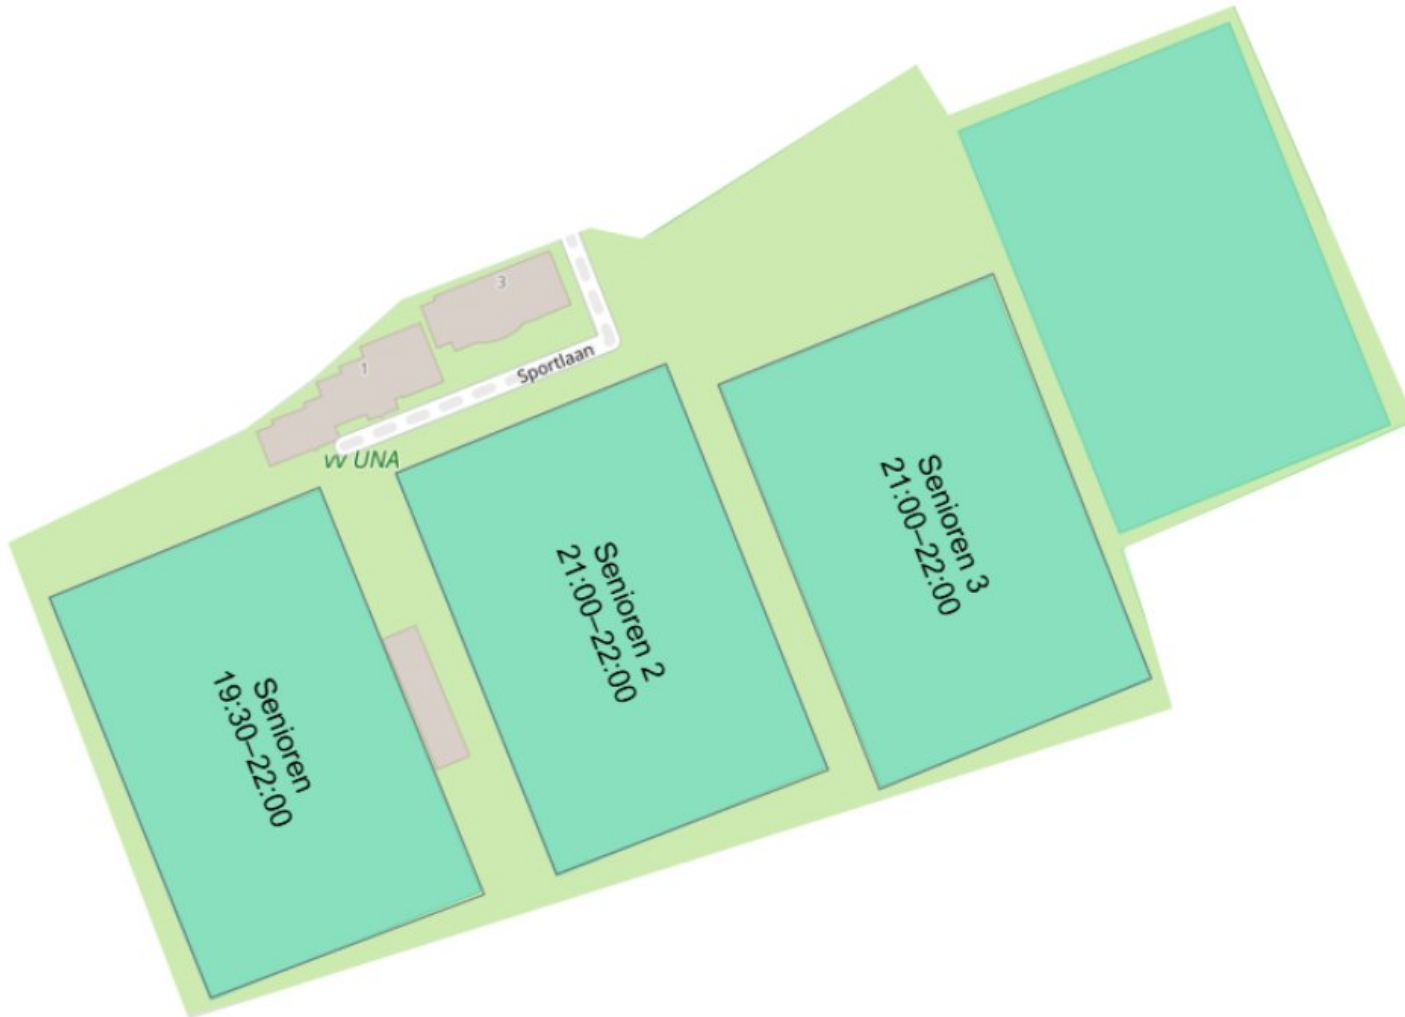 3
1
Sportlaan
vv UNA
Senioren
19:30–22:00
Senioren 2
21:00–22:00
Senioren 3
21:00–22:00